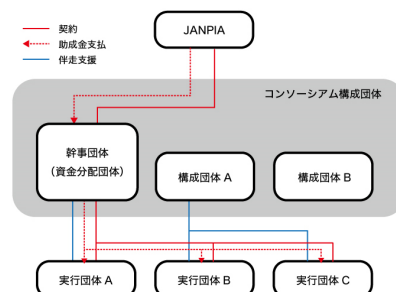 契約
助成金支払
伴走支援
JANPIA
コンソーシアム構成団体
幹事団体
（資金分配団体）
構成団体 A
構成団体 B
実行団体 A
実行団体 B
実行団体 C